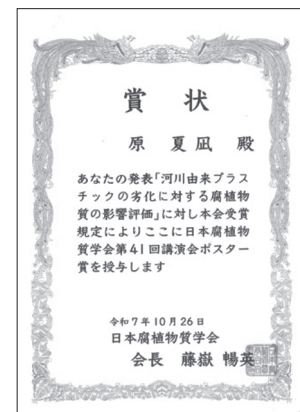 賞 状
原 夏凪 殿
あなたの発表「河川由来プラス
チックの劣化に対する腐植物
質の影響評価」に対し本会受賞
規定によりここに日本腐植物
質学会第41回講演会ポスター
賞を授与します
令和7年10月26日
日本腐植物質学会
会長 藤嶽 暢英